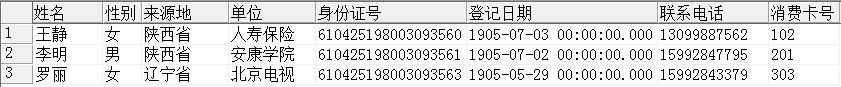 姓名 性别 来源地 单位 身份证号 登记日期 联系电话 消费卡号
1 王静 女 陕西省 人寿保险 610425198003093560 1905-07-03 00:00:00.000 13099887562 102
2 李明 男 陕西省 安康学院 610425198003093561 1905-07-02 00:00:00.000 15992847795 201
3 罗丽 女 辽宁省 北京电视 610425198003093563 1905-05-29 00:00:00.000 15992843379 303